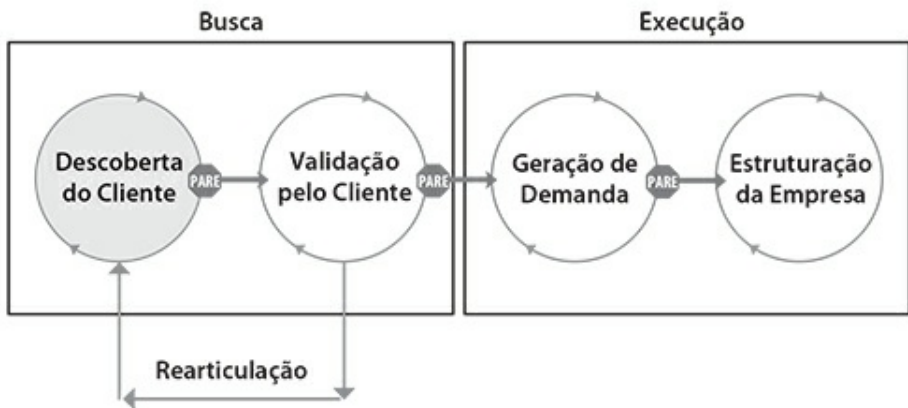 Busca
Execução
Descoberta
do Cliente
PARE
Validação
pelo Cliente
PARE
Geração de
Demanda
PARE
Estruturação
da Empresa
Rearticulação